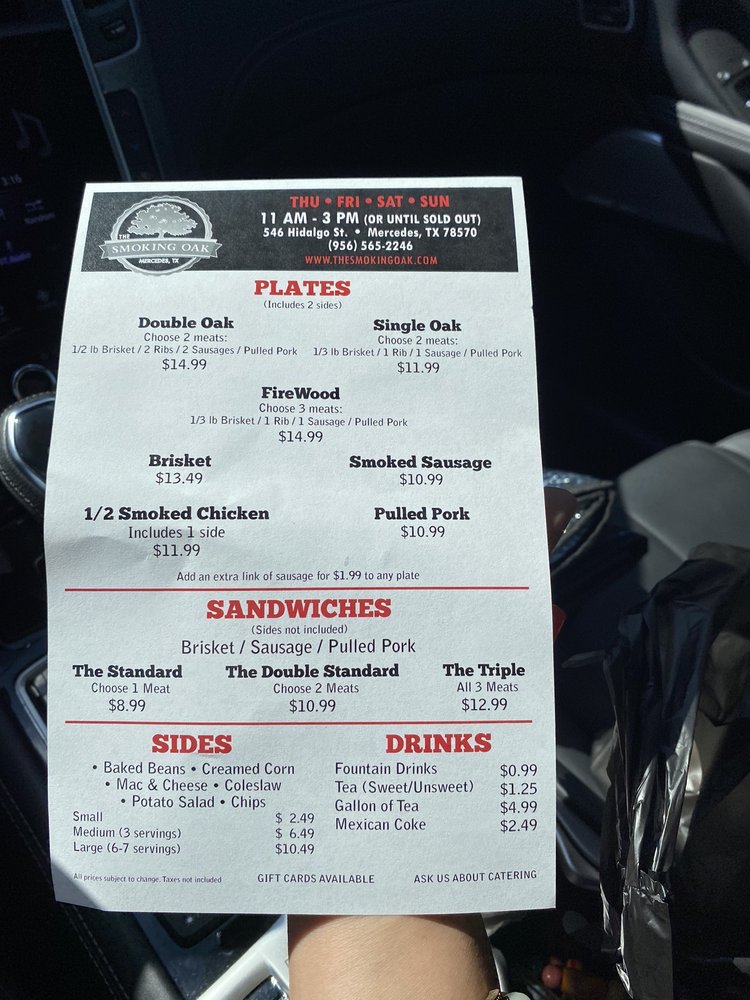 3:16
THU • FRI • SAT • SUN
11 AM - 3 PM (OR UNTIL SOLD OUT)
546 Hidalgo St. • Mercedes, TX 78570
(956) 565-2246
WWW.THESMOKINGOAK.COM
THE
SMOKING OAK
MERCEDES, TX
PLATES
(Includes 2 sides)
Double Oak
Choose 2 meats:
1/2 lb Brisket / 2 Ribs / 2 Sausages / Pulled Pork
$14.99
Single Oak
Choose 2 meats:
1/3 lb Brisket / 1 Rib / 1 Sausage / Pulled Pork
$11.99
FireWood
Choose 3 meats:
1/3 lb Brisket / 1 Rib / 1 Sausage / Pulled Pork
$14.99
Brisket
$13.49
Smoked Sausage
$10.99
1/2 Smoked Chicken
Includes 1 side
$11.99
Pulled Pork
$10.99
Add an extra link of sausage for $1.99 to any plate
SANDWICHES
(Sides not included)
Brisket / Sausage / Pulled Pork
The Standard
Choose 1 Meat
$8.99
The Double Standard
Choose 2 Meats
$10.99
The Triple
All 3 Meats
$12.99
SIDES
• Baked Beans • Creamed Corn
• Mac & Cheese • Coleslaw
• Potato Salad • Chips
Small $ 2.49
Medium (3 servings) $ 6.49
Large (6-7 servings) $10.49
DRINKS
Fountain Drinks $0.99
Tea (Sweet/Unsweet) $1.25
Gallon of Tea $4.99
Mexican Coke $2.49
All prices subject to change. Taxes not included
GIFT CARDS AVAILABLE
ASK US ABOUT CATERING